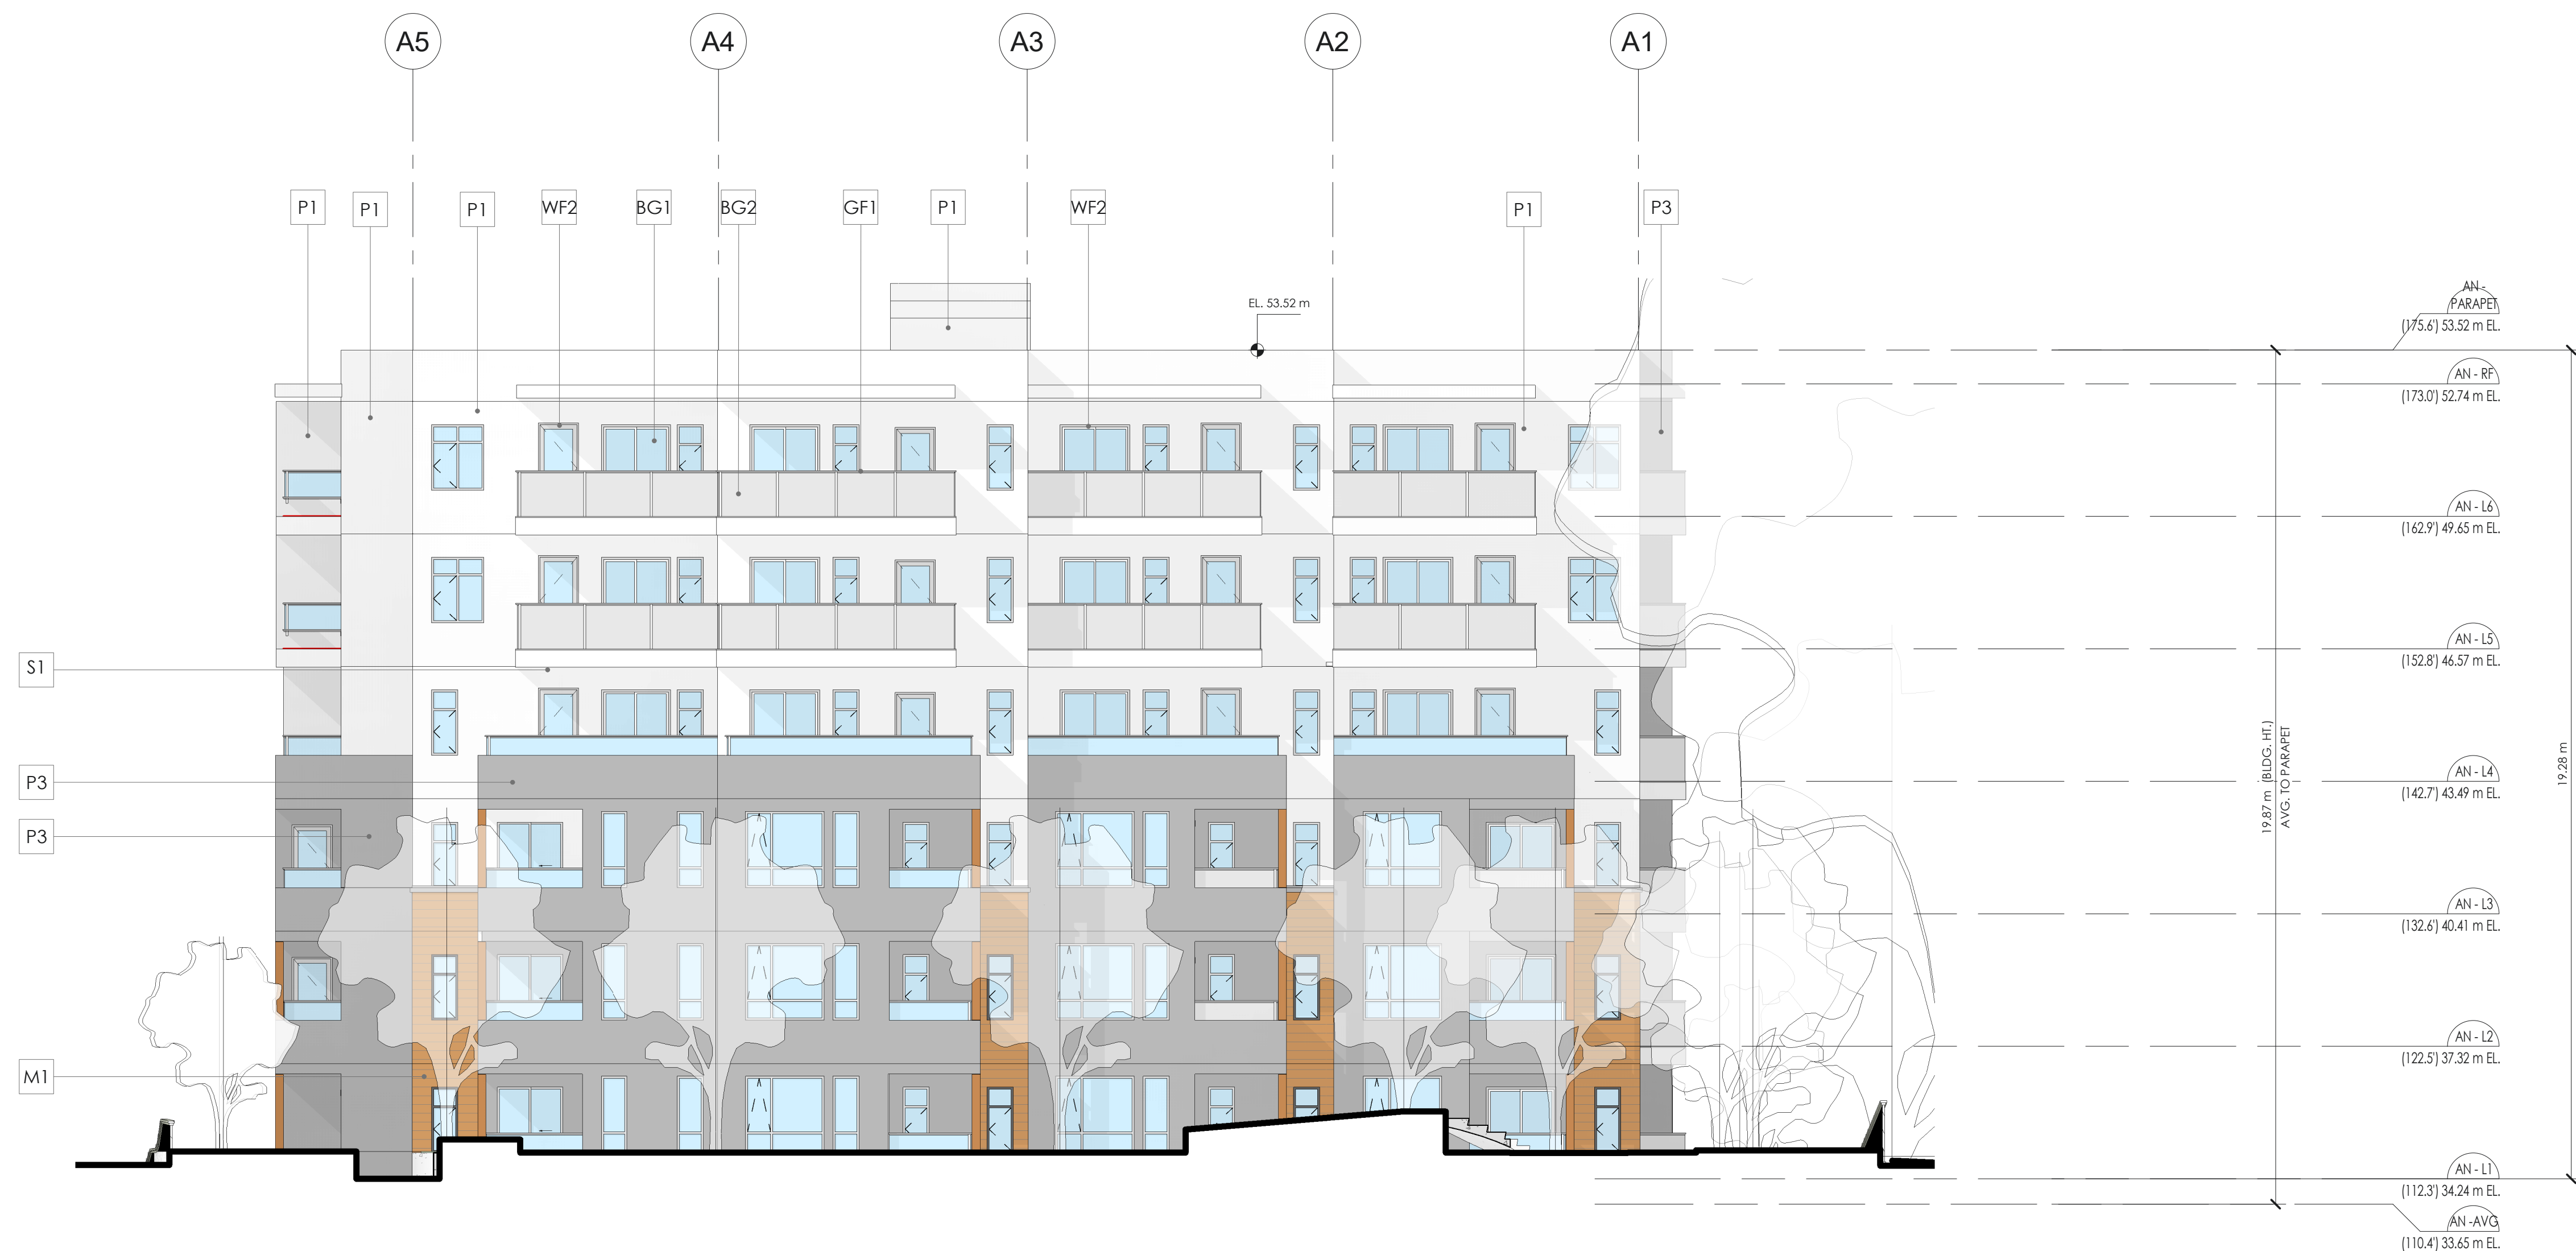 A5 A4 A3 A2 A1
P1 P1 P1 WF2 BG1 BG2 GF1 P1 WF2 P1 P3
EL. 53.52 m
AN -
PARAPET
(175.6') 53.52 m EL.
AN - RF
(173.0') 52.74 m EL.
AN - L6
(162.9') 49.65 m EL.
AN - L5
(152.8') 46.57 m EL.
S1
19.87 m (BLDG. HT.)
AVG. TO PARAPET
19.28 m
P3
AN - L4
(142.7') 43.49 m EL.
P3
AN - L3
(132.6') 40.41 m EL.
AN - L2
(122.5') 37.32 m EL.
M1
AN - L1
(112.3') 34.24 m EL.
AN -AVG
(110.4') 33.65 m EL.